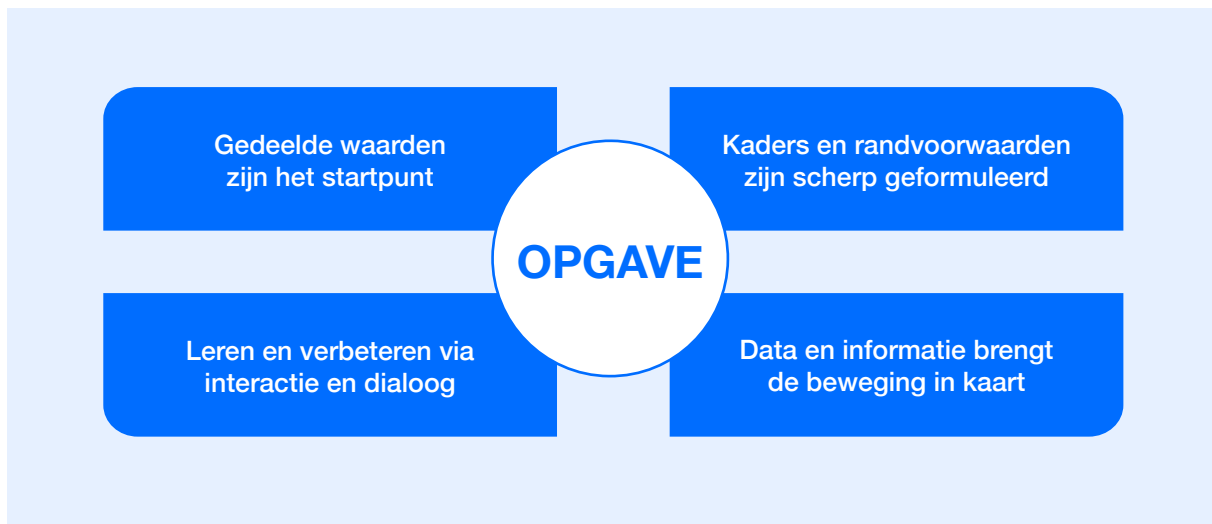 Gedeelde waarden
zijn het startpunt
Kaders en randvoorwaarden
zijn scherp geformuleerd
OPGAVE
Leren en verbeteren via
interactie en dialoog
Data en informatie brengt
de beweging in kaart